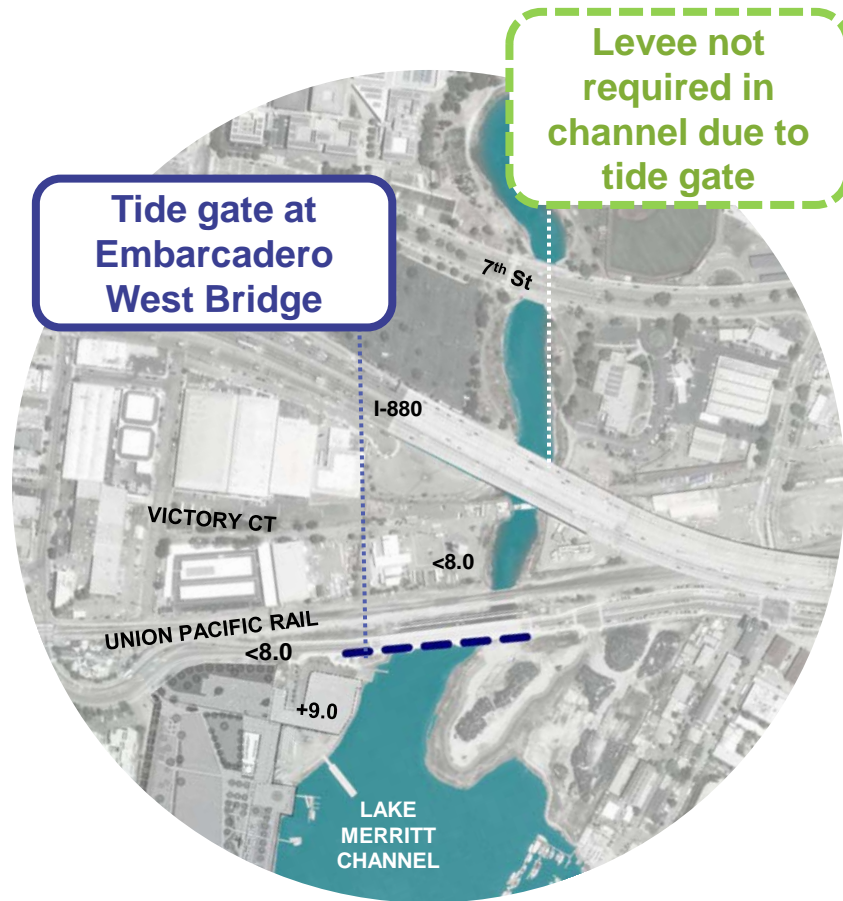 Levee not
required in
channel due to
tide gate
Tide gate at
Embarcadero
West Bridge
7th St
I-880
VICTORY CT
<8.0
UNION PACIFIC RAIL
<8.0
+9.0
LAKE
MERRITT
CHANNEL